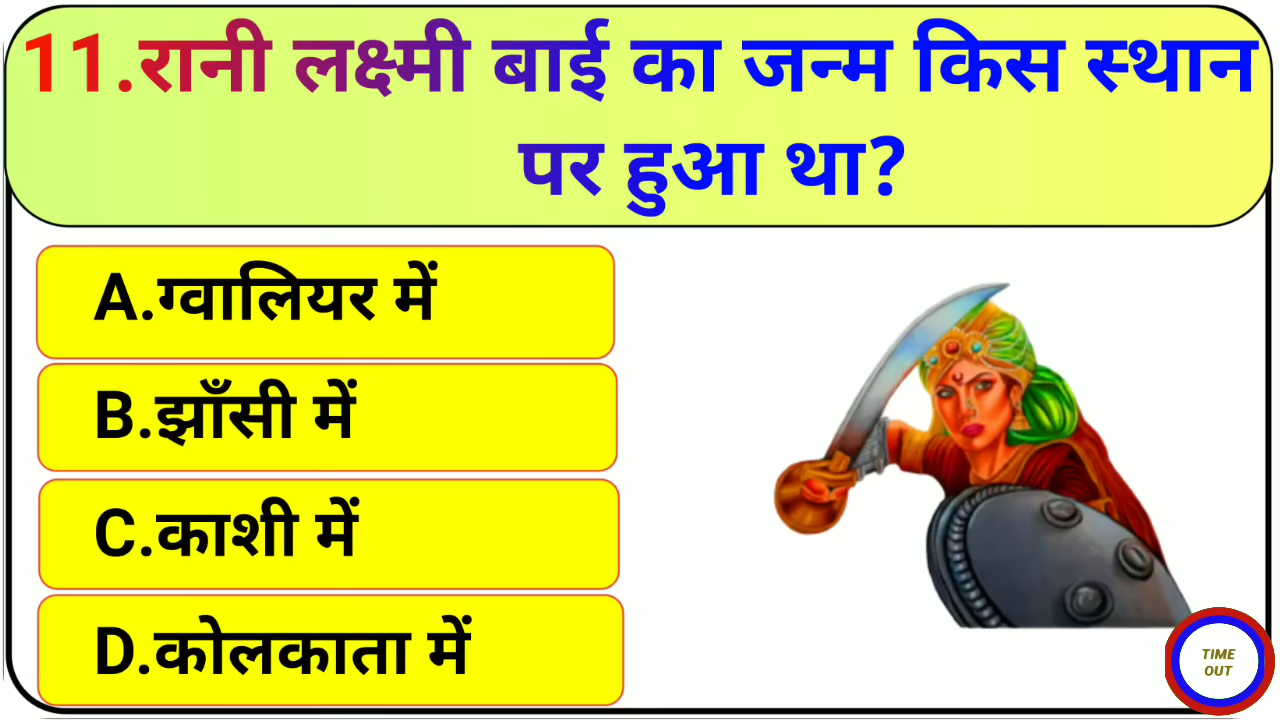 11.रानी लक्ष्मी बाई का जन्म किस स्थान
पर हुआ था?
A.ग्वालियर में
B.झाँसी में
C.काशी में
D.कोलकाता में
TIME
OUT